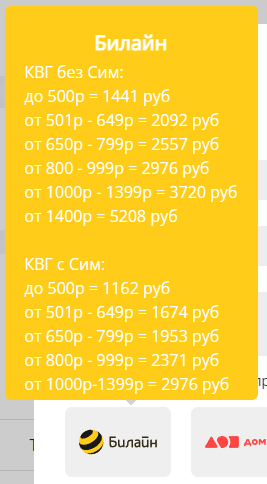 Билайн
КВГ без Сим:
до 500р = 1441 руб
от 501р - 649р = 2092 руб
от 650р - 799р = 2557 руб
от 800 - 999р = 2976 руб
от 1000р - 1399р = 3720 руб
от 1400р = 5208 руб
КВГ с Сим:
до 500р = 1162 руб
от 501р - 649р = 1674 руб
от 650р - 799р = 1953 руб
от 800р - 999р = 2371 руб
от 1000р-1399р = 2976 руб
Билайн
дом